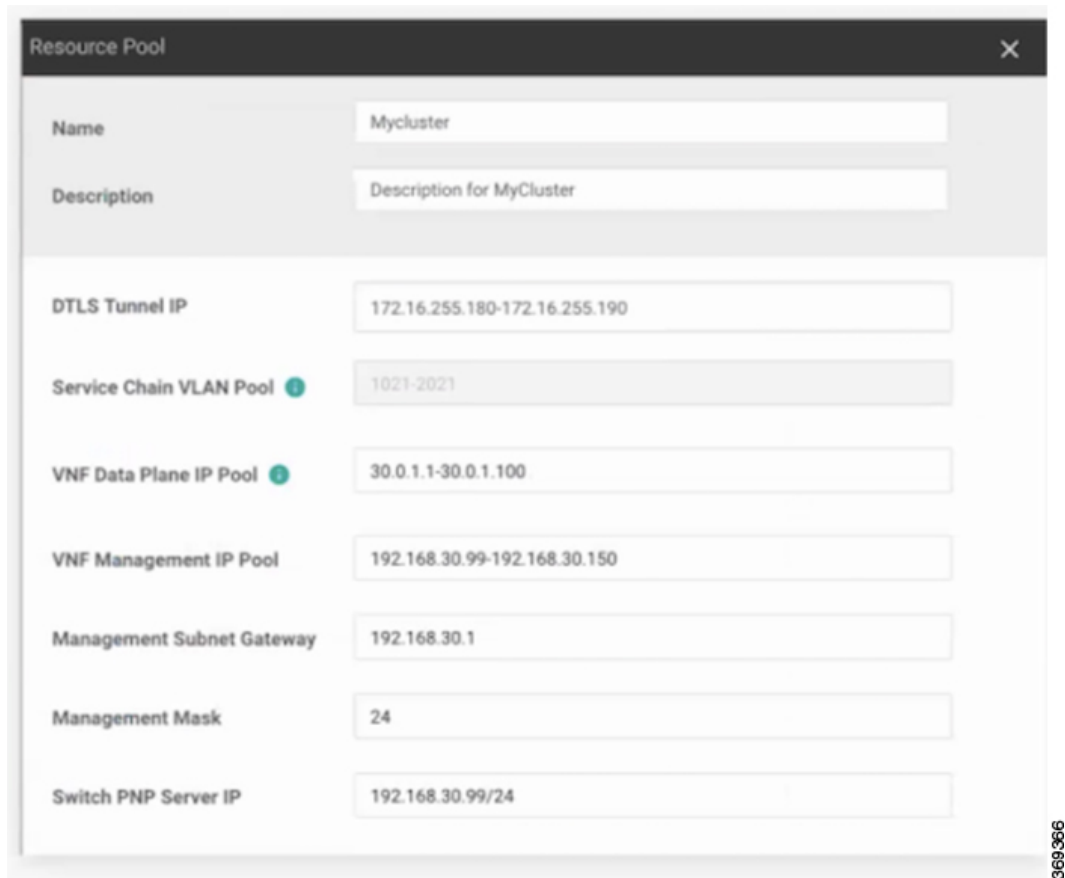 Resource Pool
Name
Mycluster
Description
Description for MyCluster
DTLS Tunnel IP
172.16.255.180-172.16.255.190
Service Chain VLAN Pool
1021-2021
VNF Data Plane IP Pool
30.0.1.1-30.0.1.100
VNF Management IP Pool
192.168.30.99-192.168.30.150
Management Subnet Gateway
192.168.30.1
Management Mask
24
Switch PNP Server IP
192.168.30.99/24
369366